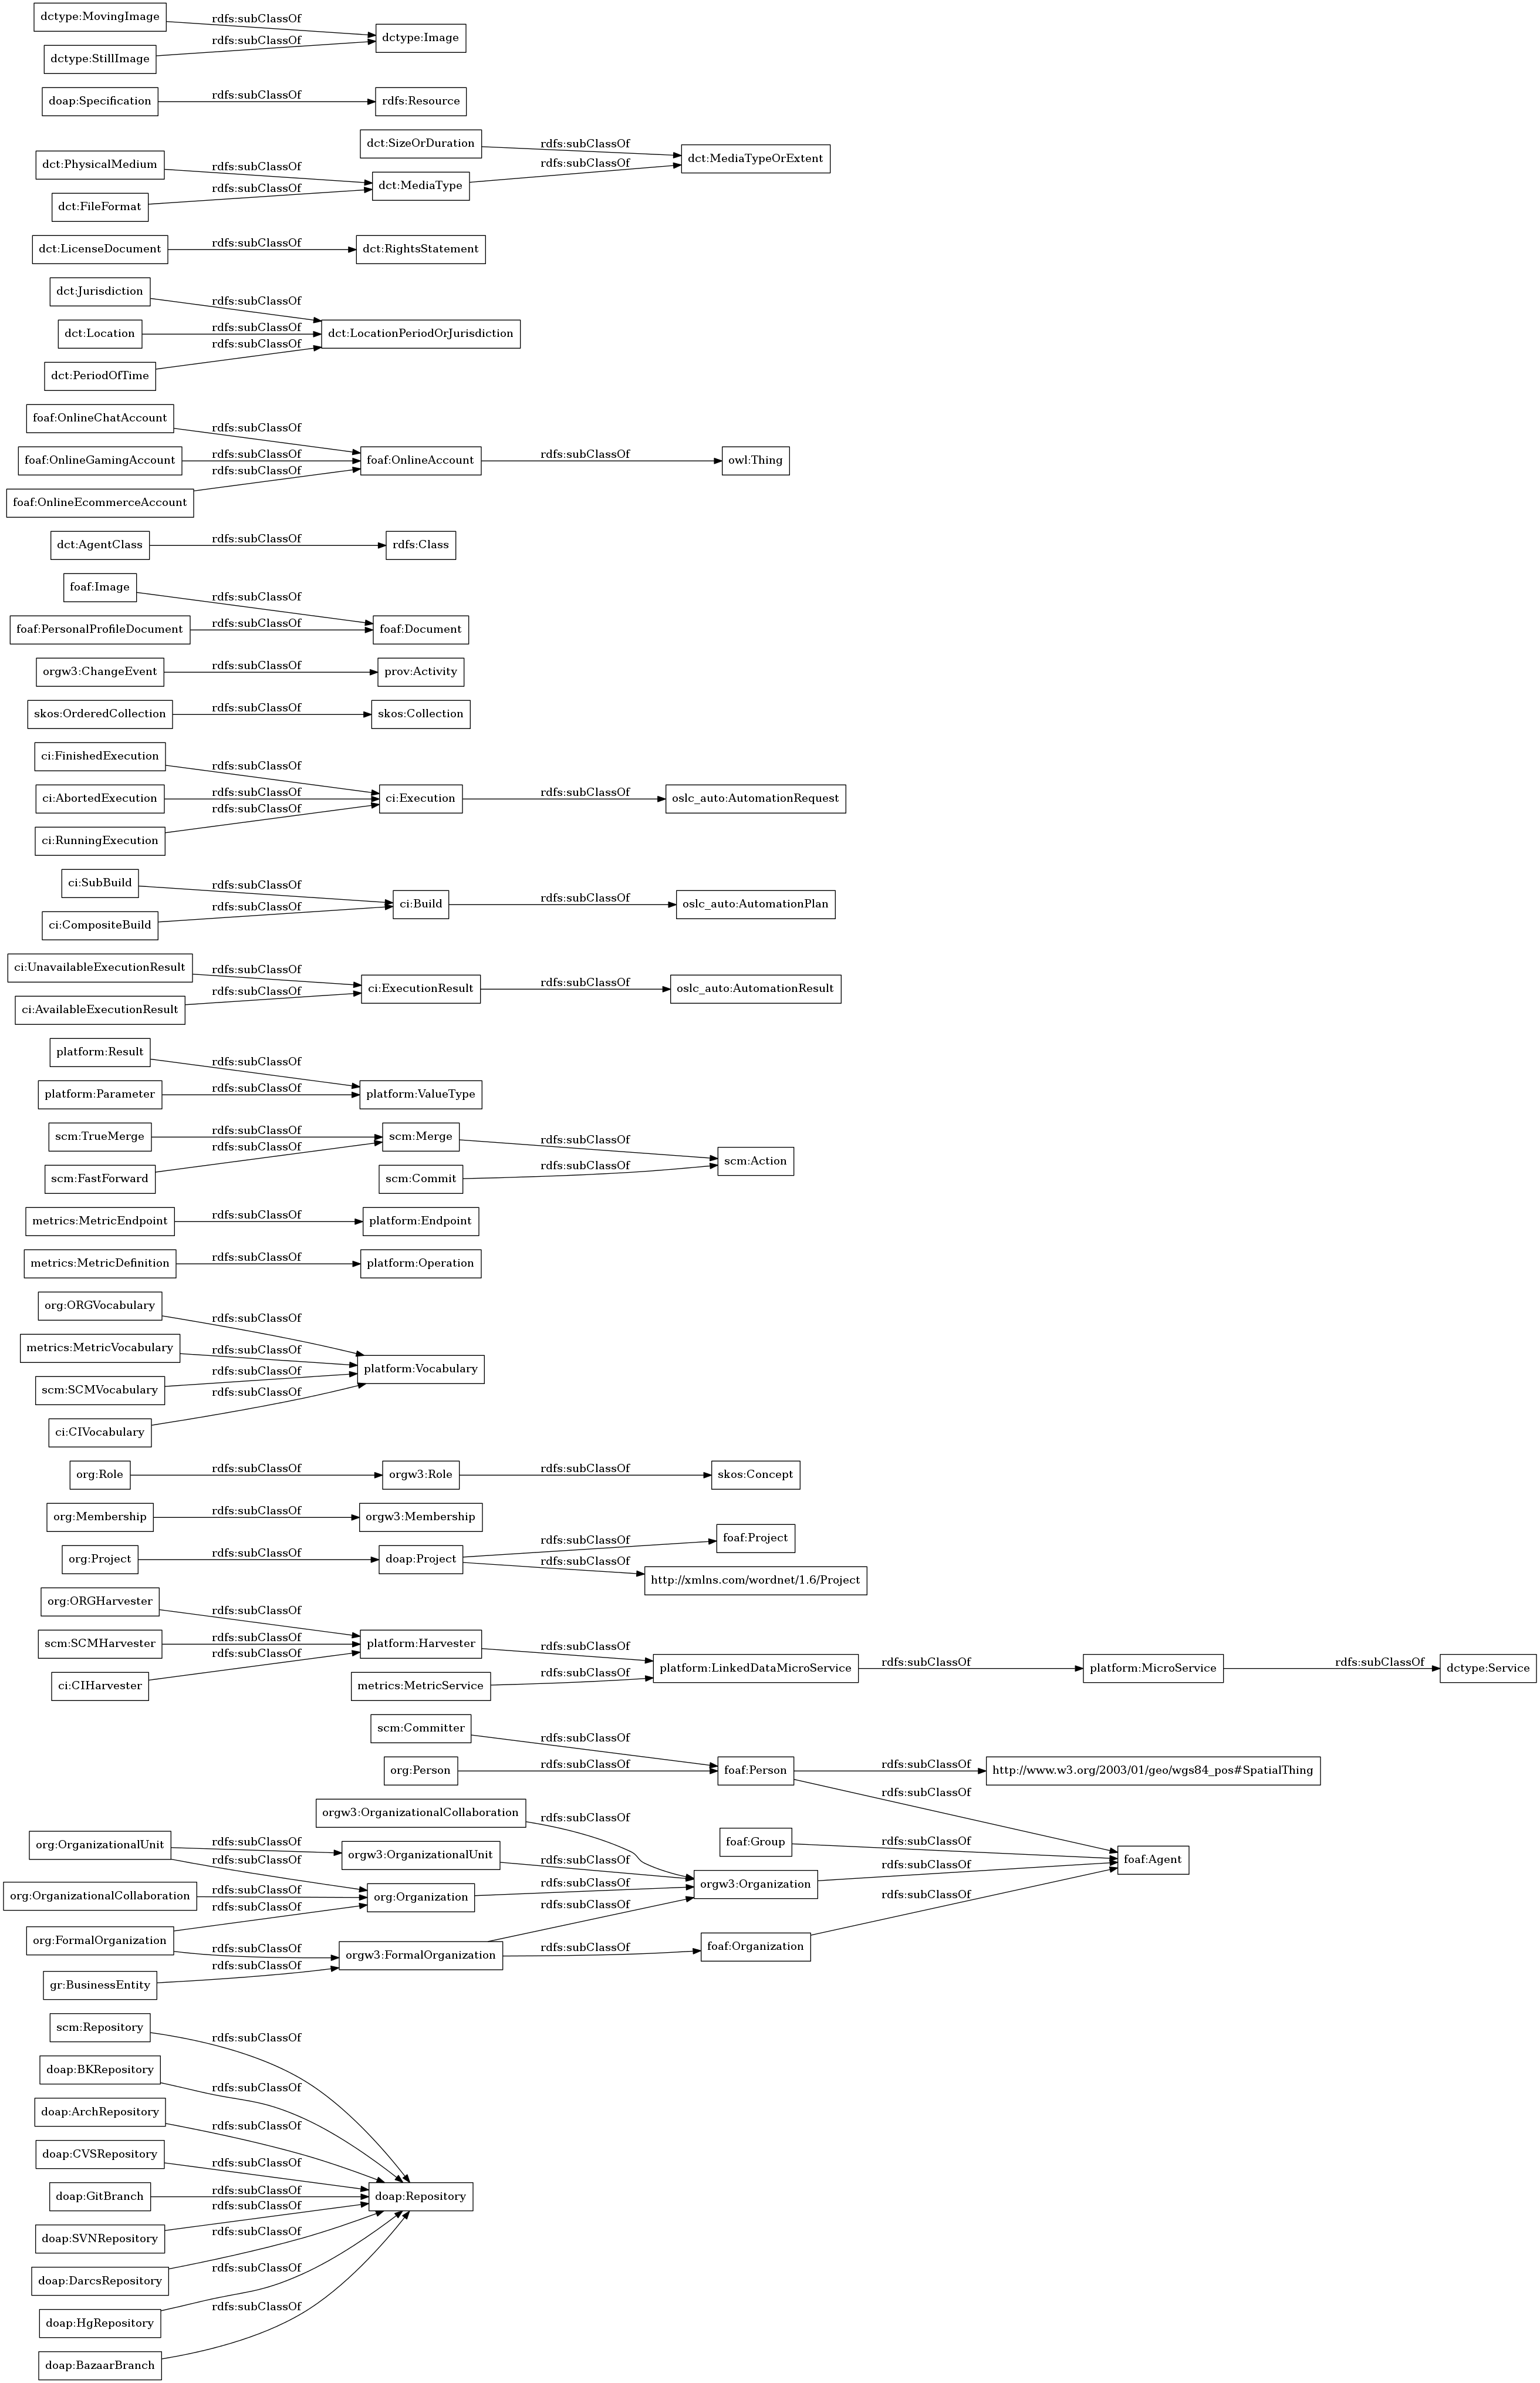 dctype:MovingImage
rdfs:subClassOf
dctype:Image
rdfs:subClassOf
dctype:StillImage
doap:Specification
rdfs:subClassOf
rdfs:Resource
dct:SizeOrDuration
rdfs:subClassOf
dct:MediaTypeOrExtent
dct:PhysicalMedium
rdfs:subClassOf
rdfs:subClassOf
dct:MediaType
rdfs:subClassOf
dct:FileFormat
dct:LicenseDocument
rdfs:subClassOf
dct:RightsStatement
dct:Jurisdiction
rdfs:subClassOf
dct:Location
rdfs:subClassOf
dct:LocationPeriodOrJurisdiction
rdfs:subClassOf
dct:PeriodOfTime
foaf:OnlineChatAccount
rdfs:subClassOf
foaf:OnlineGamingAccount
rdfs:subClassOf
foaf:OnlineAccount
rdfs:subClassOf
owl:Thing
rdfs:subClassOf
foaf:OnlineEcommerceAccount
dct:AgentClass
rdfs:subClassOf
rdfs:Class
foaf:Image
rdfs:subClassOf
foaf:PersonalProfileDocument
rdfs:subClassOf
foaf:Document
orgw3:ChangeEvent
rdfs:subClassOf
prov:Activity
skos:OrderedCollection
rdfs:subClassOf
skos:Collection
ci:FinishedExecution
rdfs:subClassOf
ci:AbortedExecution
rdfs:subClassOf
ci:Execution
rdfs:subClassOf
oslc_auto:AutomationRequest
rdfs:subClassOf
ci:RunningExecution
ci:SubBuild
rdfs:subClassOf
ci:Build
rdfs:subClassOf
oslc_auto:AutomationPlan
rdfs:subClassOf
ci:CompositeBuild
ci:UnavailableExecutionResult
rdfs:subClassOf
ci:ExecutionResult
rdfs:subClassOf
oslc_auto:AutomationResult
rdfs:subClassOf
ci:AvailableExecutionResult
platform:Result
rdfs:subClassOf
platform:Parameter
rdfs:subClassOf
platform:ValueType
scm:TrueMerge
rdfs:subClassOf
scm:Merge
rdfs:subClassOf
rdfs:subClassOf
scm:Action
scm:FastForward
scm:Commit
rdfs:subClassOf
metrics:MetricEndpoint
rdfs:subClassOf
platform:Endpoint
metrics:MetricDefinition
rdfs:subClassOf
platform:Operation
org:ORGVocabulary
rdfs:subClassOf
metrics:MetricVocabulary
rdfs:subClassOf
platform:Vocabulary
rdfs:subClassOf
scm:SCMVocabulary
rdfs:subClassOf
ci:CIVocabulary
org:Role
rdfs:subClassOf
orgw3:Role
rdfs:subClassOf
skos:Concept
org:Membership
rdfs:subClassOf
orgw3:Membership
foaf:Project
rdfs:subClassOf
org:Project
rdfs:subClassOf
doap:Project
rdfs:subClassOf
http://xmlns.com/wordnet/1.6/Project
org:ORGHarvester
rdfs:subClassOf
scm:SCMHarvester
rdfs:subClassOf
platform:Harvester
rdfs:subClassOf
rdfs:subClassOf
ci:CIHarvester
metrics:MetricService
rdfs:subClassOf
platform:LinkedDataMicroService
rdfs:subClassOf
platform:MicroService
rdfs:subClassOf
dctype:Service
scm:Committer
rdfs:subClassOf
org:Person
rdfs:subClassOf
foaf:Person
rdfs:subClassOf
http://www.w3.org/2003/01/geo/wgs84_pos#SpatialThing
rdfs:subClassOf
orgw3:OrganizationalCollaboration
rdfs:subClassOf
foaf:Group
rdfs:subClassOf
foaf:Agent
org:OrganizationalUnit
rdfs:subClassOf
rdfs:subClassOf
orgw3:OrganizationalUnit
rdfs:subClassOf
orgw3:Organization
rdfs:subClassOf
org:OrganizationalCollaboration
rdfs:subClassOf
org:Organization
rdfs:subClassOf
rdfs:subClassOf
rdfs:subClassOf
rdfs:subClassOf
org:FormalOrganization
rdfs:subClassOf
orgw3:FormalOrganization
rdfs:subClassOf
foaf:Organization
rdfs:subClassOf
gr:BusinessEntity
scm:Repository
rdfs:subClassOf
doap:BKRepository
rdfs:subClassOf
doap:ArchRepository
rdfs:subClassOf
doap:CVSRepository
rdfs:subClassOf
doap:GitBranch
rdfs:subClassOf
doap:Repository
rdfs:subClassOf
doap:SVNRepository
rdfs:subClassOf
doap:DarcsRepository
rdfs:subClassOf
doap:HgRepository
rdfs:subClassOf
doap:BazaarBranch